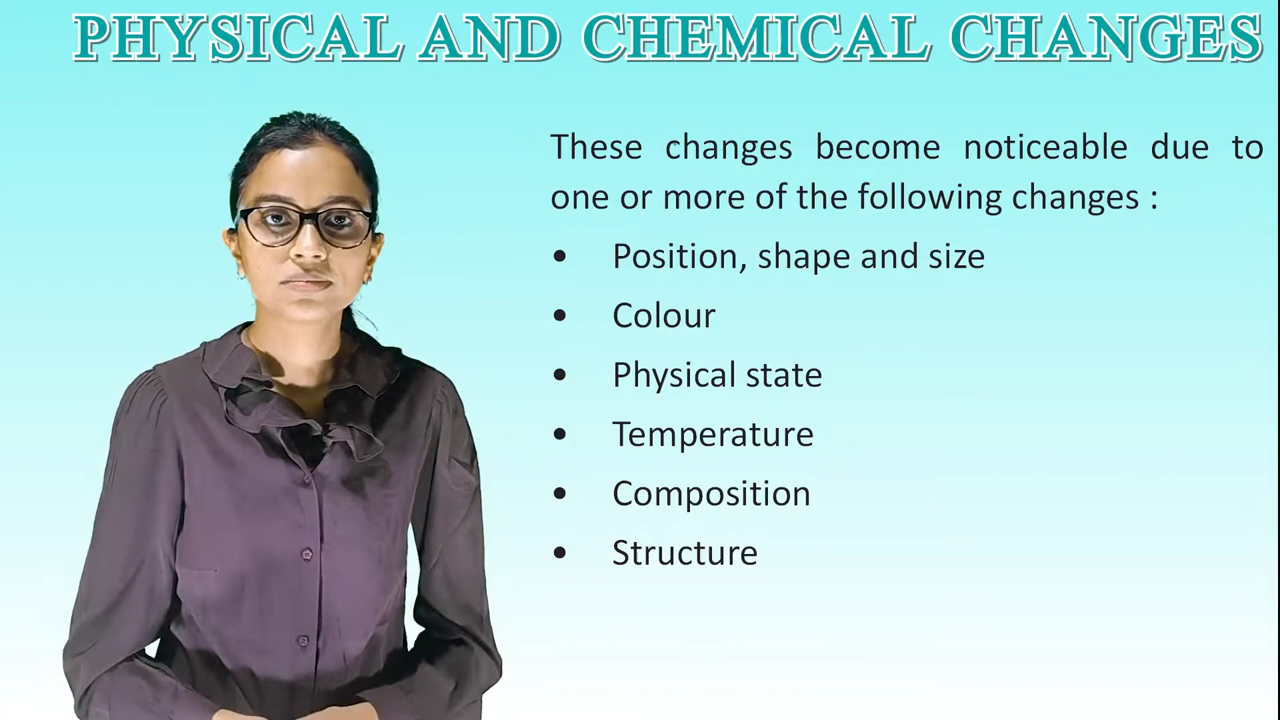 PHYSICAL AND CHEMICAL CHANGES
These changes become noticeable due to
one or more of the following changes :
• Position, shape and size
• Colour
• Physical state
• Temperature
• Composition
• Structure